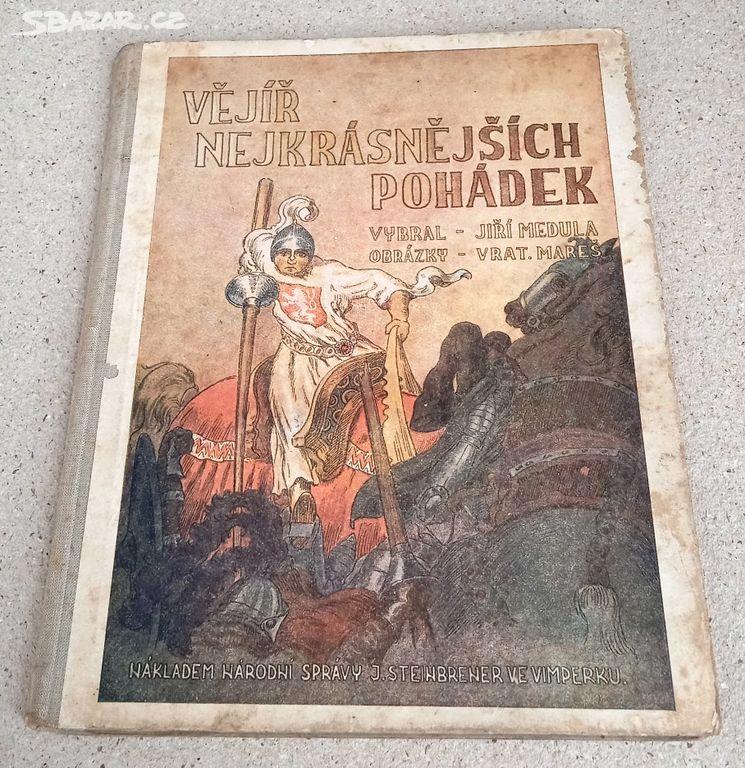 SBAZAR.CZ
VĚJÍŘ
NEJKRÁSNĚJŠÍCH
POHÁDEK
VYBRAL - JIŘÍ MEDULA
OBRÁZKY - VRAT. MAREŠ
NÁKLADEM NÁRODNÍ SPRÁVY J. STEINBRENER VE VIMPERKU.